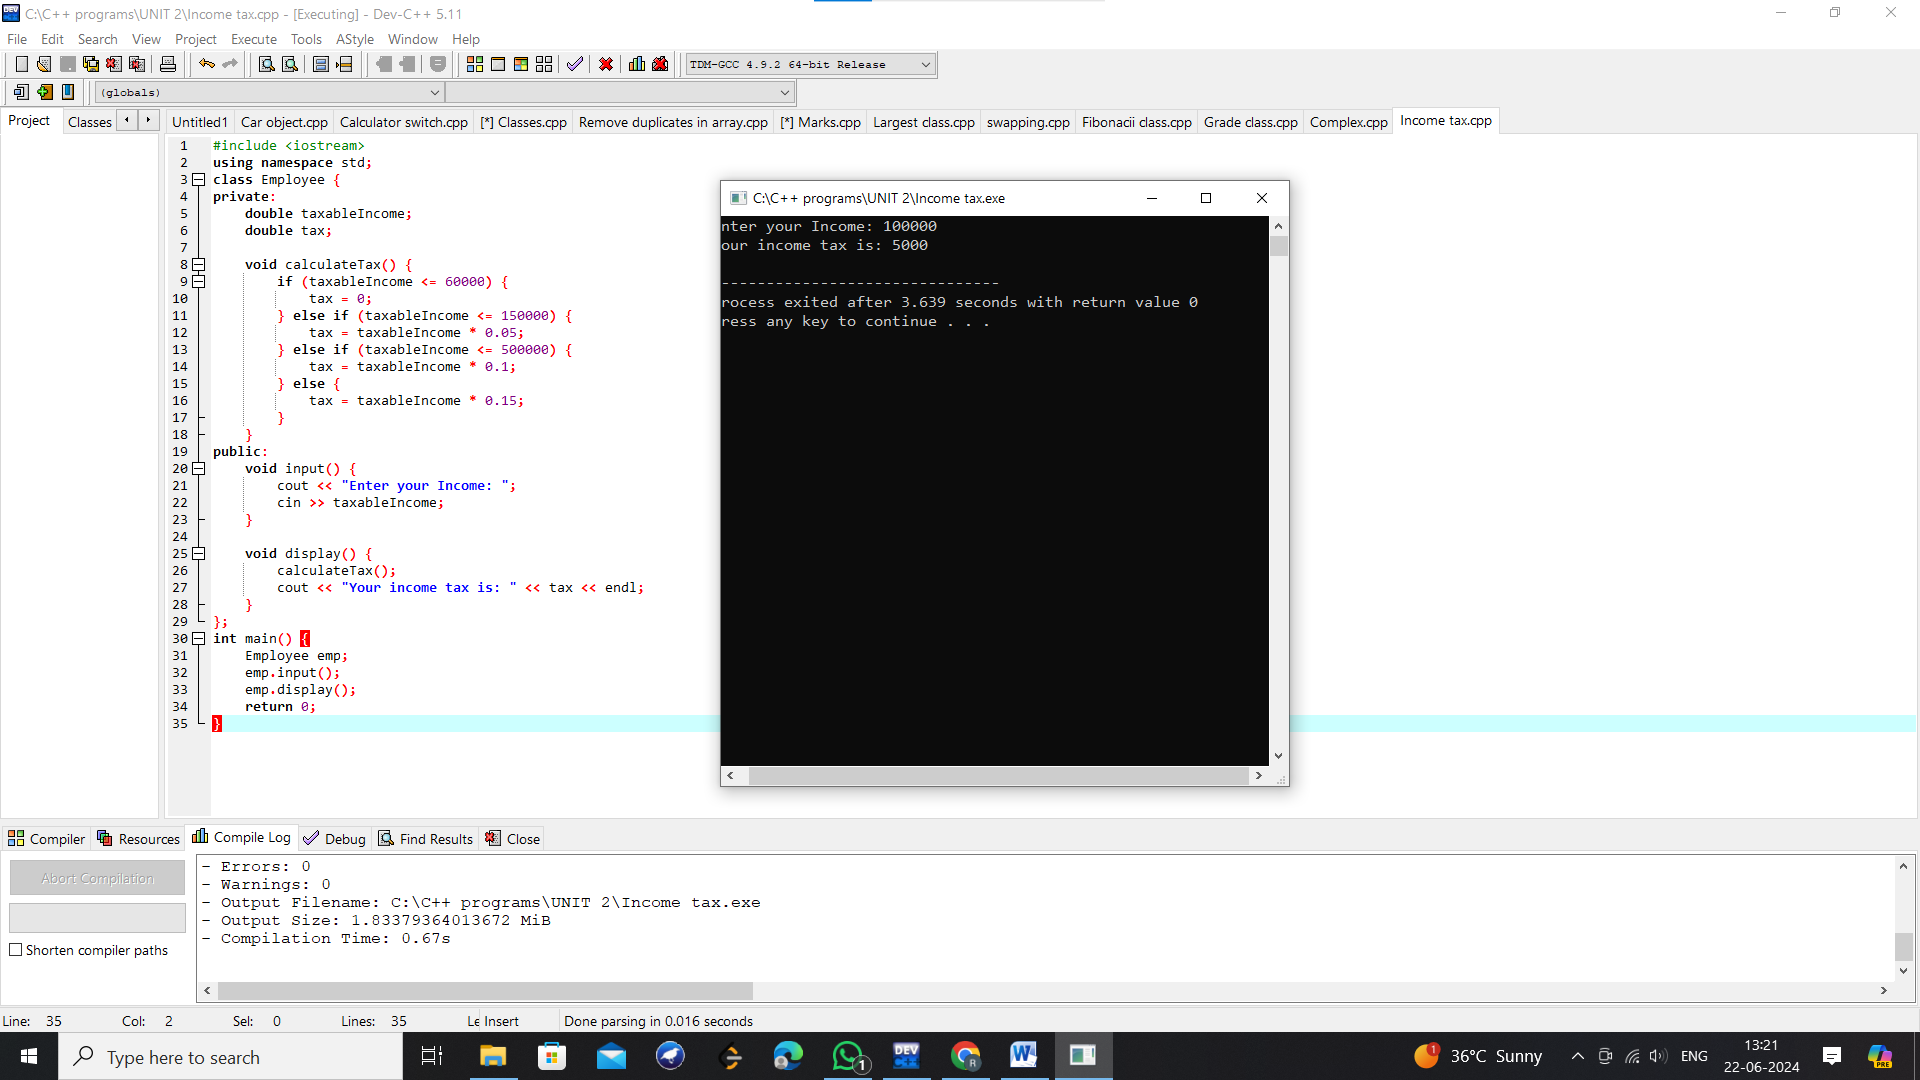 C:\C++ programs\UNIT 2\Income tax.cpp - [Executing] - Dev-C++ 5.11
File Edit Search View Project Execute Tools AStyle Window Help
TDM-GCC 4.9.2 64-bit Release
(globals)
Project Classes Untitled1 Car object.cpp Calculator switch.cpp [*] Classes.cpp Remove duplicates in array.cpp [*] Marks.cpp Largest class.cpp swapping.cpp Fibonacii class.cpp Grade class.cpp Complex.cpp Income tax.cpp
1 #include <iostream>
2 using namespace std;
3 class Employee {
4 private:
5 double taxableIncome;
6 double tax;
7
8 void calculateTax() {
9 if (taxableIncome <= 60000) {
10 tax = 0;
11 } else if (taxableIncome <= 150000) {
12 tax = taxableIncome * 0.05;
13 } else if (taxableIncome <= 500000) {
14 tax = taxableIncome * 0.1;
15 } else {
16 tax = taxableIncome * 0.15;
17 }
18 }
19 public:
20 void input() {
21 cout << "Enter your Income: ";
22 cin >> taxableIncome;
23 }
24
25 void display() {
26 calculateTax();
27 cout << "Your income tax is: " << tax << endl;
28 }
29 };
30 int main() {
31 Employee emp;
32 emp.input();
33 emp.display();
34 return 0;
35 }
C:\C++ programs\UNIT 2\Income tax.exe
nter your Income: 100000
our income tax is: 5000
-------------------------------
rocess exited after 3.639 seconds with return value 0
ress any key to continue . . .
Compiler Resources Compile Log Debug Find Results Close
Abort Compilation
Shorten compiler paths
- Errors: 0
- Warnings: 0
- Output Filename: C:\C++ programs\UNIT 2\Income tax.exe
- Output Size: 1.83379364013672 MiB
- Compilation Time: 0.67s
Line: 35 Col: 2 Sel: 0 Lines: 35 Le Insert Done parsing in 0.016 seconds
Type here to search
DEV
1
R
W
1
36°C Sunny
ENG
13:21
22-06-2024
PRE